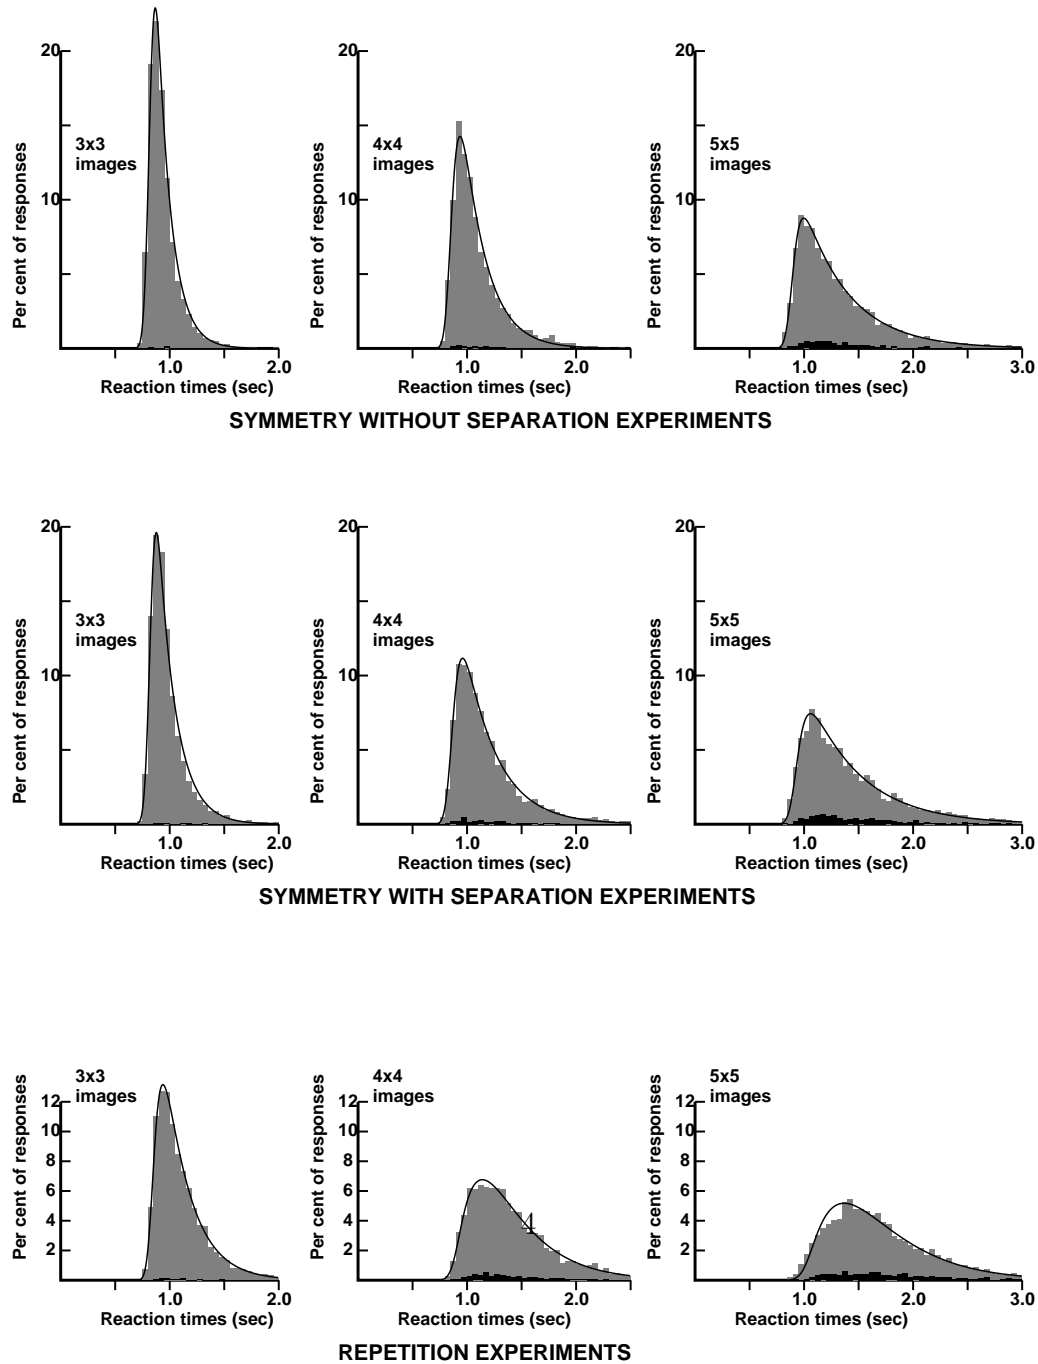 Per cent of responses
20
10
3x3
images
1.0 2.0
Reaction times (sec)
Per cent of responses
20
10
4x4
images
1.0 2.0
Reaction times (sec)
Per cent of responses
20
10
5x5
images
1.0 2.0 3.0
Reaction times (sec)
SYMMETRY WITHOUT SEPARATION EXPERIMENTS
Per cent of responses
20
10
3x3
images
1.0 2.0
Reaction times (sec)
Per cent of responses
20
10
4x4
images
1.0 2.0
Reaction times (sec)
Per cent of responses
20
10
5x5
images
1.0 2.0 3.0
Reaction times (sec)
SYMMETRY WITH SEPARATION EXPERIMENTS
Per cent of responses
12
10
8
6
4
2
3x3
images
1.0 2.0
Reaction times (sec)
Per cent of responses
12
10
8
6
4
2
4x4
images
4
1.0 2.0
Reaction times (sec)
Per cent of responses
12
10
8
6
4
2
5x5
images
1.0 2.0 3.0
Reaction times (sec)
REPETITION EXPERIMENTS